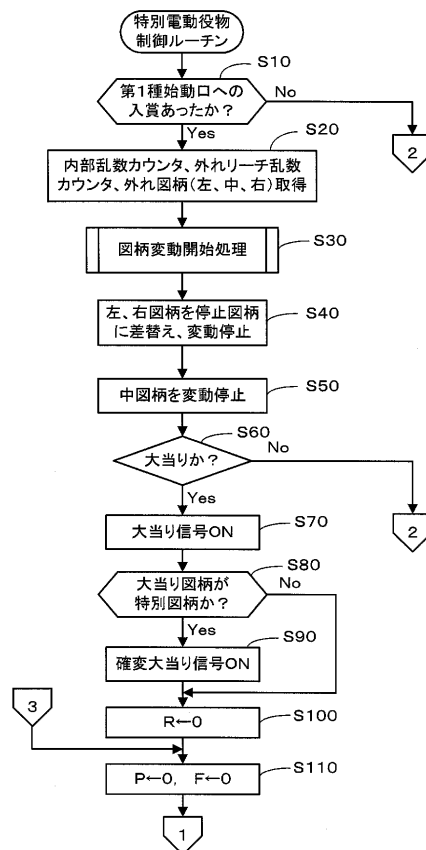 特別電動役物
制御ルーチン
S10
第1種始動口への
入賞あったか?
No
Yes
2
S20
内部乱数カウンタ、外れリーチ乱数
カウンタ、外れ図柄(左、中、右)取得
S30
図柄変動開始処理
S40
左、右図柄を停止図柄
に差替え、変動停止
S50
中図柄を変動停止
S60
大当りか?
No
Yes
2
S70
大当り信号ON
S80
大当り図柄が
特別図柄か?
No
Yes
S90
確変大当り信号ON
3
S100
R←0
S110
P←0, F←0
1